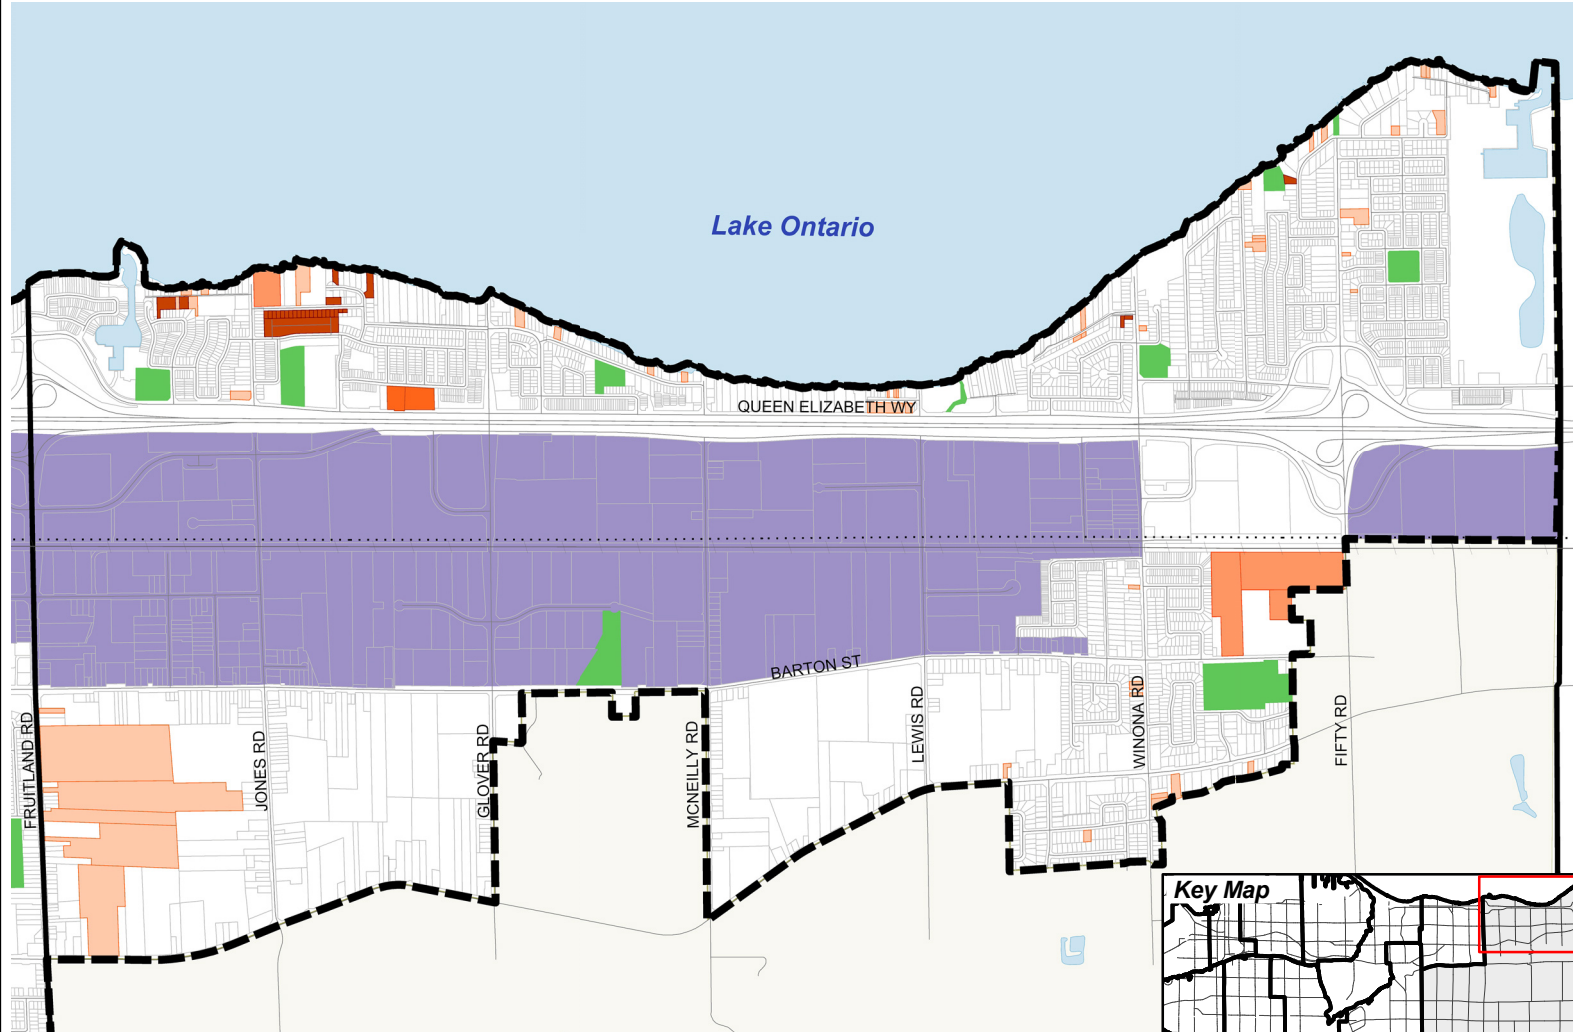 Lake Ontario
QUEEN ELIZABETH WY
BARTON ST
FRUITLAND RD
JONES RD
GLOVER RD
MCNEILLY RD
LEWIS RD
WINONA RD
FIFTY RD
Key Map